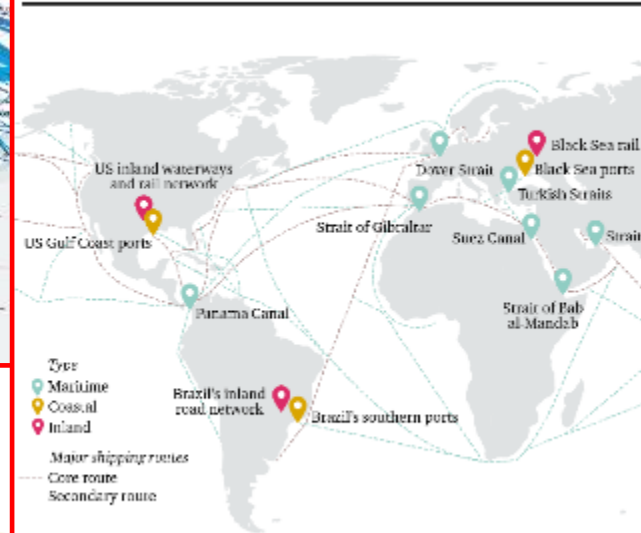 US inland waterways
and rail network
US Gulf Coast ports
Panama Canal
Brazil's inland
road network
Brazil's southern ports
Dover Strait
Strait of Gibraltar
Black Sea rail
Black Sea ports
Turkish Straits
Suez Canal
Strait
Strait of Bab
al-Mandab
Type
Maritime
Coastal
Inland
Major shipping routes
Core route
Secondary route